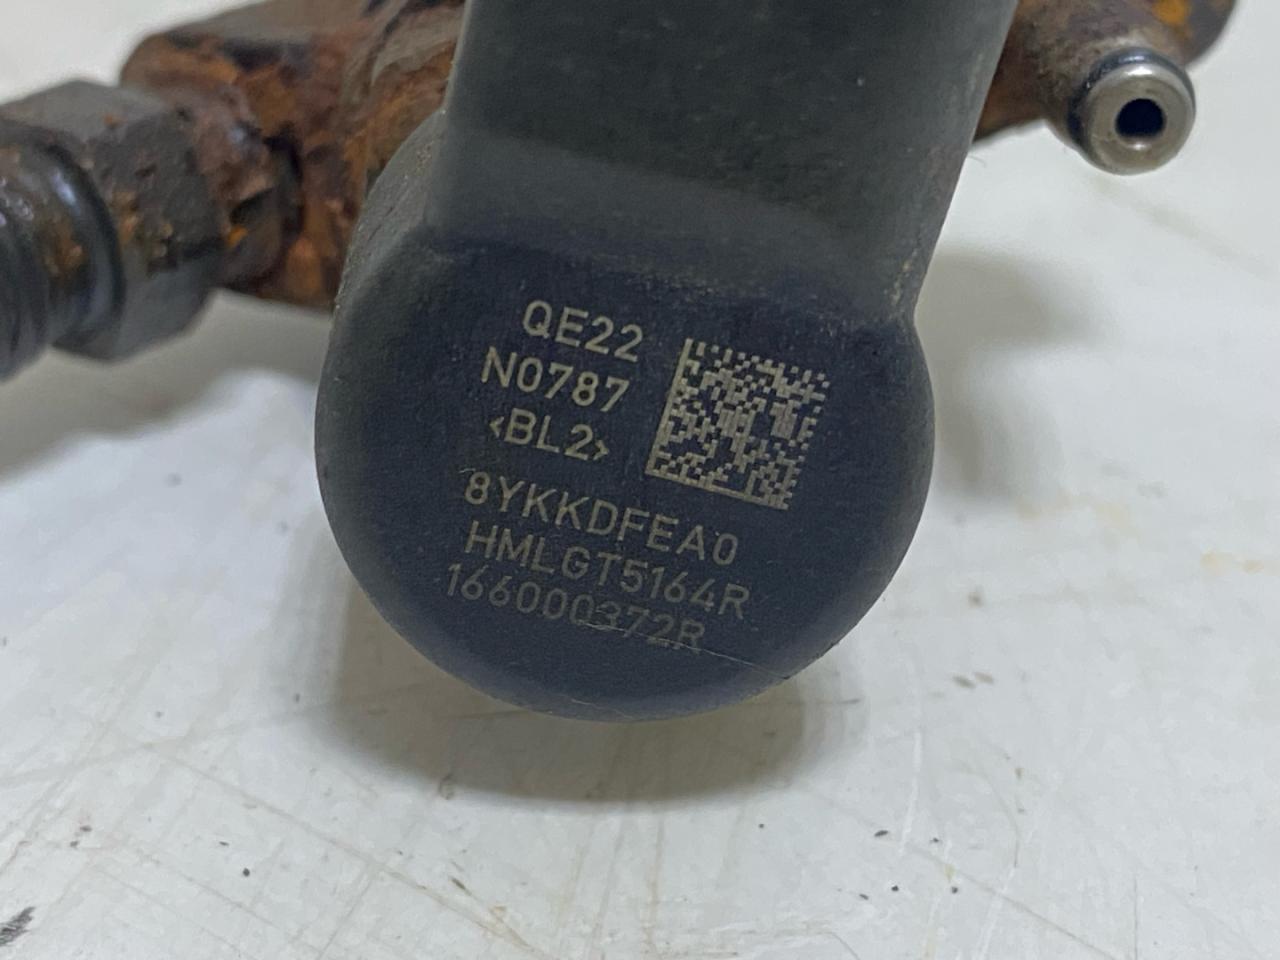 QE22
N0787
<BL2>
8YKKDFEA0
HMLGT5164R
166000372R